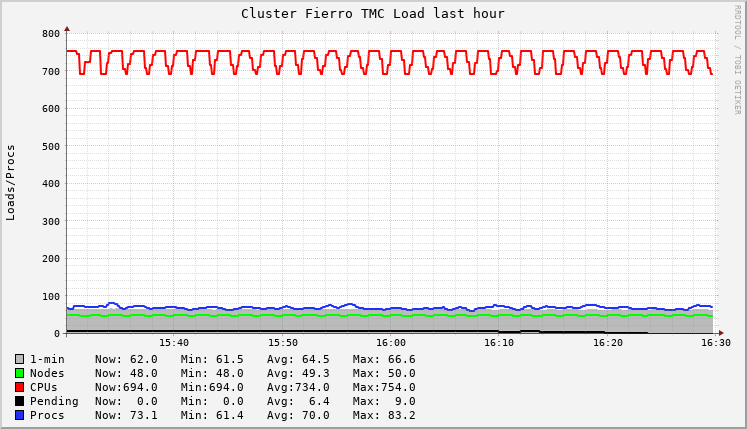 Cluster Fierro TMC Load last hour
RRDTOOL / TOBI OETIKER
Loads/Procs
800
700
600
500
400
300
200
100
0
15:40 15:50 16:00 16:10 16:20 16:30
1-min Now: 62.0 Min: 61.5 Avg: 64.5 Max: 66.6
Nodes Now: 48.0 Min: 48.0 Avg: 49.3 Max: 50.0
CPUs Now:694.0 Min:694.0 Avg:734.0 Max:754.0
Pending Now: 0.0 Min: 0.0 Avg: 6.4 Max: 9.0
Procs Now: 73.1 Min: 61.4 Avg: 70.0 Max: 83.2